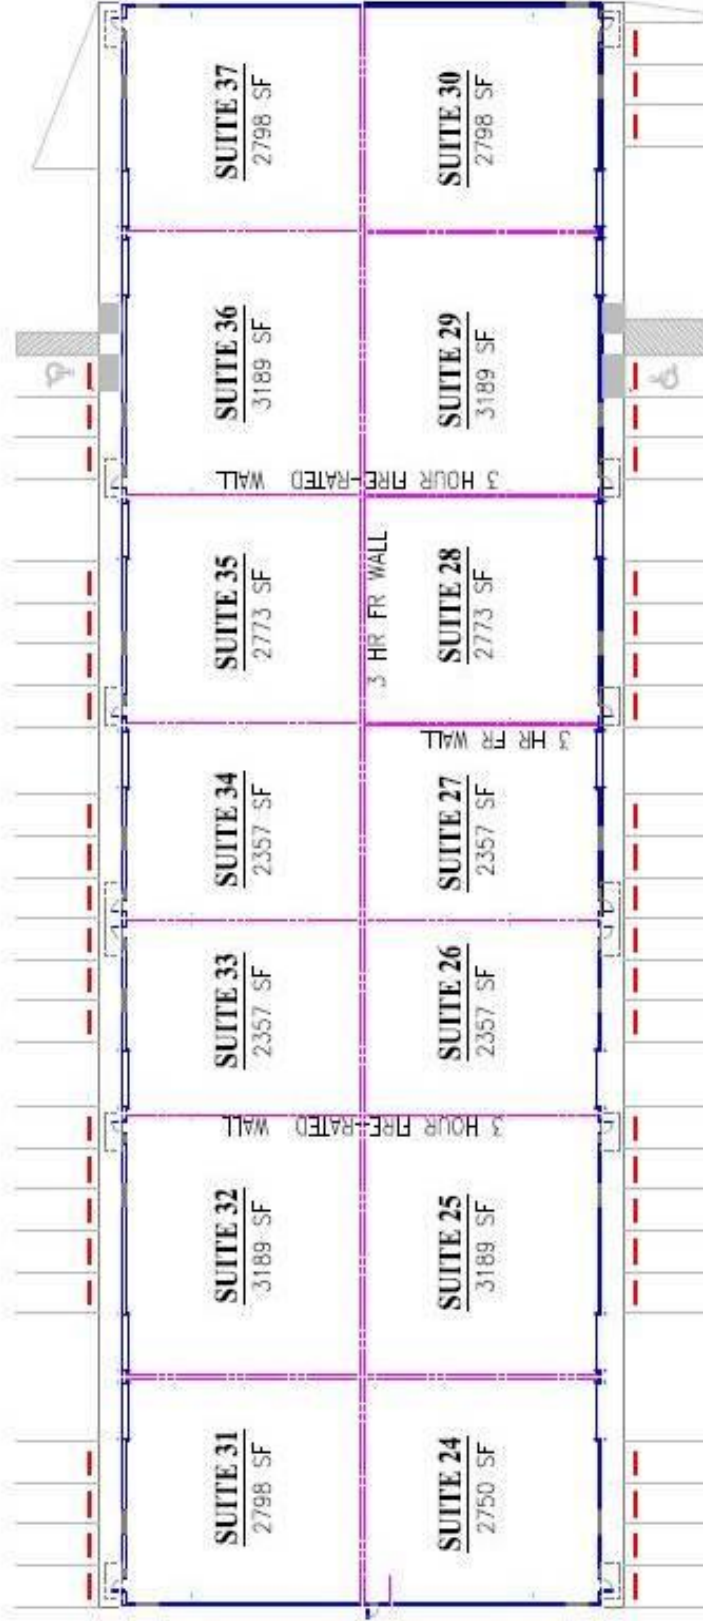 SUITE 37
2798 SF
SUITE 30
2798 SF
SUITE 36
3189 SF
SUITE 29
3189 SF
3 HOUR FIRE-RATED WALL
SUITE 35
2773 SF
3 HR FR WALL
SUITE 28
2773 SF
3 HR FR WALL
SUITE 34
2357 SF
SUITE 27
2357 SF
SUITE 33
2357 SF
SUITE 26
2357 SF
3 HOUR FIRE-RATED WALL
SUITE 32
3189 SF
SUITE 25
3189 SF
SUITE 31
2798 SF
SUITE 24
2750 SF